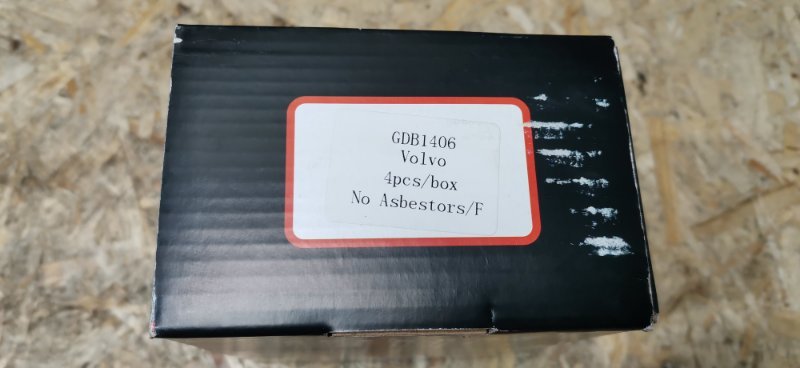 GDB1406
Volvo
4pcs/box
No Asbestors/F